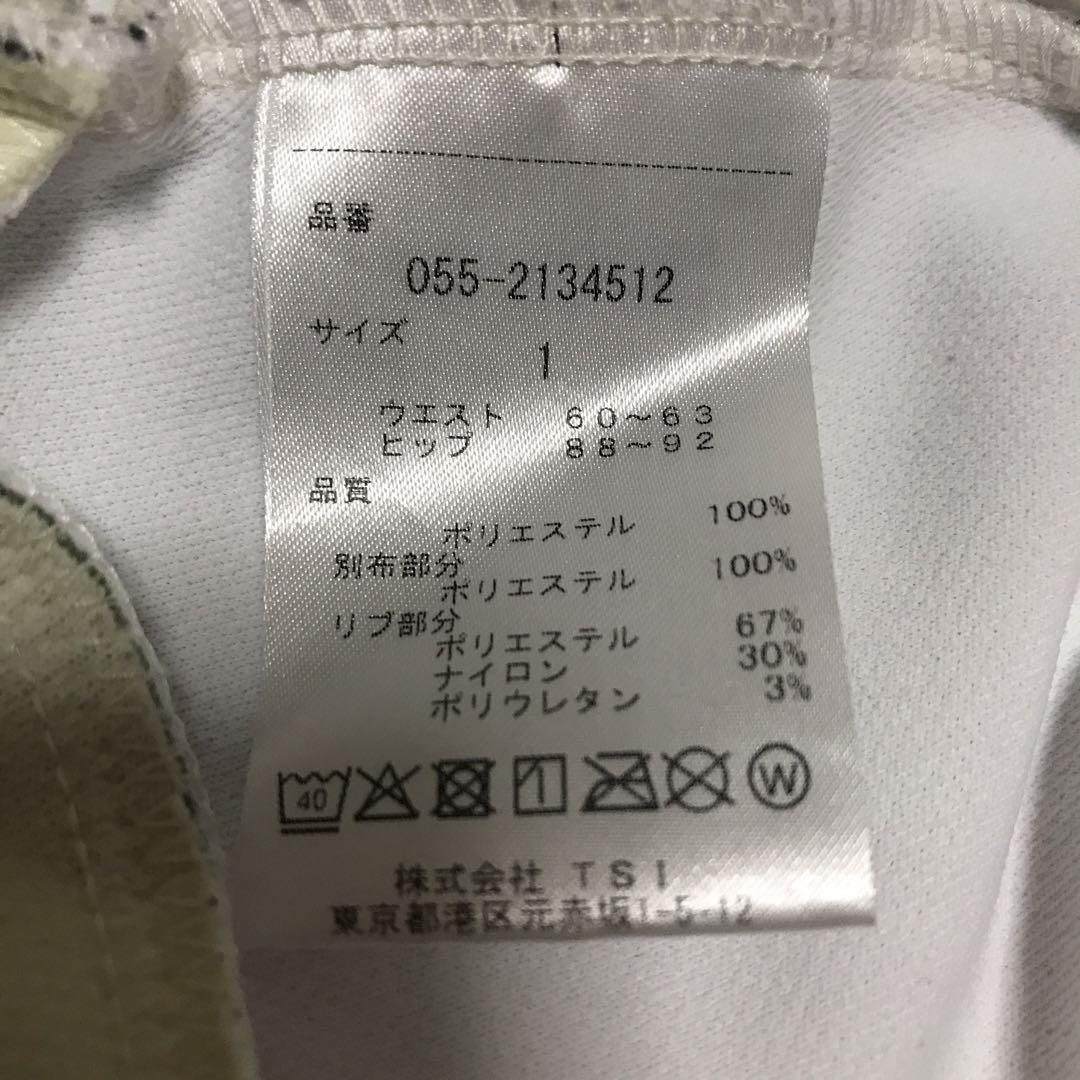 品番
055-2134512
サイズ
1
ウエスト 60~63
ヒップ 88~92
品質
ポリエステル 100%
別布部分
ポリエステル 100%
リブ部分
ポリエステル 67%
ナイロン 30%
ポリウレタン 3%
40 1 W
株式会社 TSI
東京都港区元赤坂1-5-12